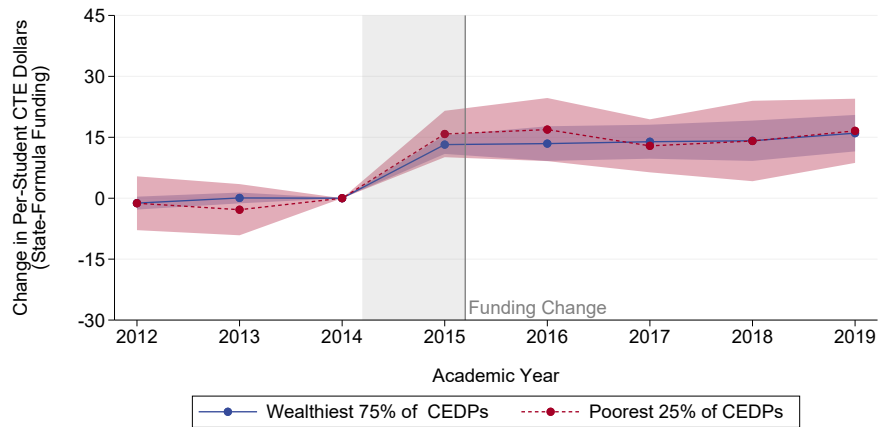 Change in Per-Student CTE Dollars
(State-Formula Funding)
45
30
15
0
-15
-30
Funding Change
2012 2013 2014 2015 2016 2017 2018 2019
Academic Year
Wealthiest 75% of CEDPs Poorest 25% of CEDPs